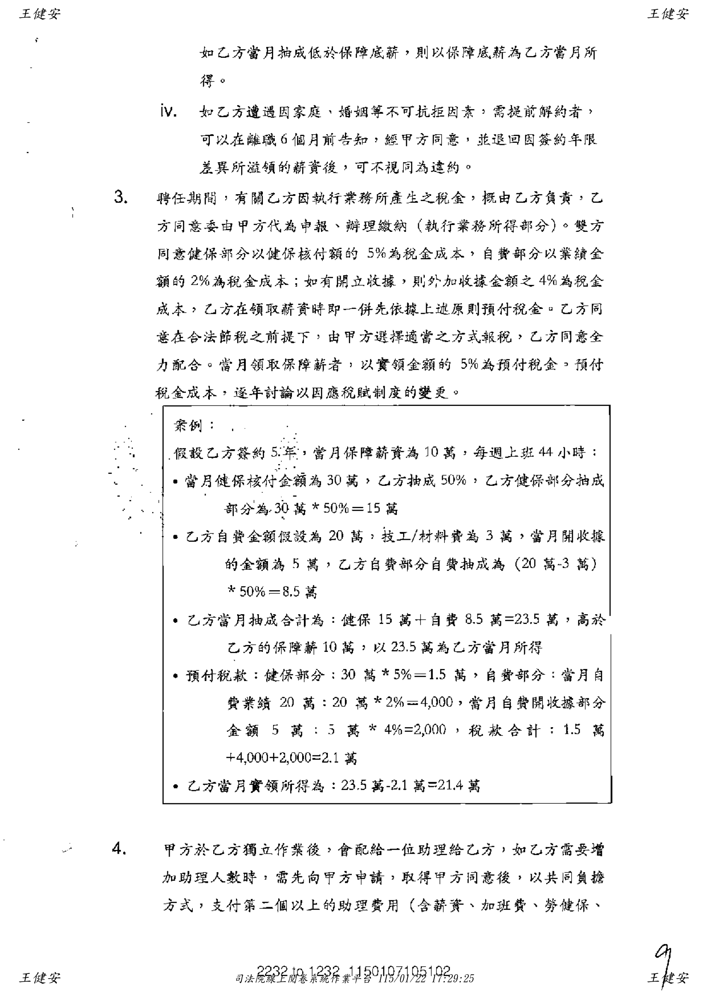 王健安 王健安
如乙方當月抽成低於保障底薪，則以保障底薪為乙方當月所
得。
iv. 如乙方遭遇因家庭、婚姻等不可抗拒因素，需提前解約者，
可以在離職6個月前告知，經甲方同意，並退回因簽約年限
差異所溢領的薪資後，可不視同為違約。
3. 聘任期間，有關乙方因執行業務所產生之稅金，概由乙方負責，乙
方同意委由甲方代為申報、辦理繳納（執行業務所得部分）。雙方
同意健保部分以健保核付額的 5%為稅金成本，自費部分以業績金
額的 2%為稅金成本；如有開立收據，則外加收據金額之 4%為稅金
成本，乙方在領取薪資時即一併先依據上述原則預付稅金。乙方同
意在合法節稅之前提下，由甲方選擇適當之方式報稅，乙方同意全
力配合。當月領取保障薪者，以實領金額的 5%為預付稅金。預付
稅金成本，逐年討論以因應稅賦制度的變更。
案例：
假設乙方簽約 5 年，當月保障薪資為 10 萬，每週上班 44 小時：
• 當月健保核付金額為 30 萬，乙方抽成 50%，乙方健保部分抽成
部分為 30 萬 * 50%＝15 萬
• 乙方自費金額假設為 20 萬，技工/材料費為 3 萬，當月開收據
的金額為 5 萬，乙方自費部分自費抽成為（20 萬-3 萬）
* 50%＝8.5 萬
• 乙方當月抽成合計為：健保 15 萬＋自費 8.5 萬=23.5 萬，高於
乙方的保障薪 10 萬，以 23.5 萬為乙方當月所得
• 預付稅款：健保部分：30 萬 * 5%＝1.5 萬，自費部分：當月自
費業績 20 萬：20 萬 * 2%＝4,000，當月自費開收據部分
金額 5 萬：5 萬 * 4%=2,000，稅款合計：1.5 萬
+4,000+2,000=2.1 萬
• 乙方當月實領所得為：23.5 萬-2.1 萬=21.4 萬
4. 甲方於乙方獨立作業後，會配給一位助理給乙方，如乙方需要增
加助理人數時，需先向甲方申請，取得甲方同意後，以共同負擔
方式，支付第二個以上的助理費用（含薪資、加班費、勞健保、
9
2232 to 1232 1150107105102
王健安 司法院線上閱卷系統作業平台 115/01/22 17:29:25 王健安